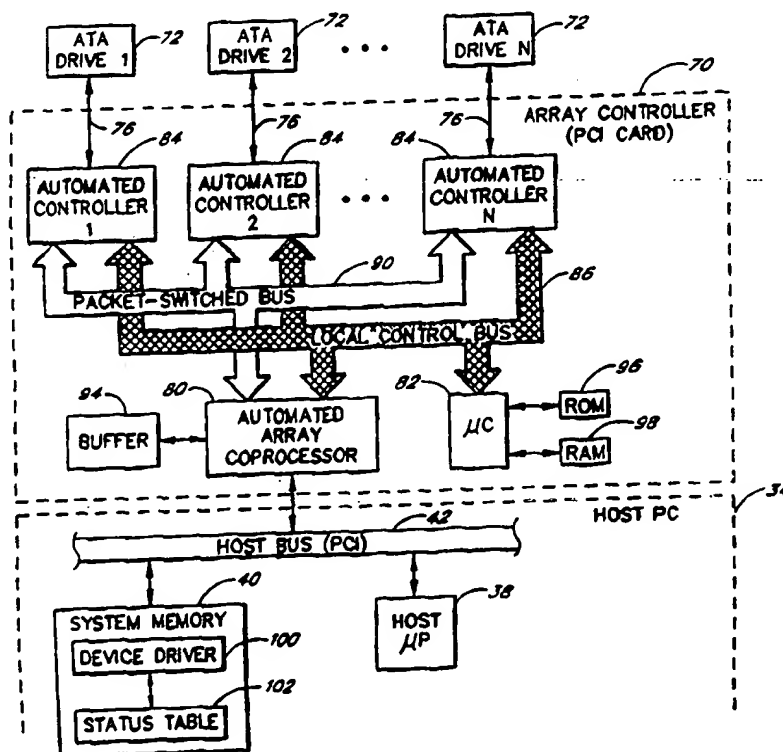 72
72
72
ATA
DRIVE 1
ATA
DRIVE 2
• • •
ATA
DRIVE N
70
76
76
76
ARRAY CONTROLLER
(PCI CARD)
84
84
84
AUTOMATED
CONTROLLER
1
AUTOMATED
CONTROLLER
2
• • •
AUTOMATED
CONTROLLER
N
90
86
PACKET-SWITCHED BUS
LOCAL CONTROL BUS
80
82
94
96
BUFFER
AUTOMATED
ARRAY
COPROCESSOR
μC
ROM
98
RAM
42
HOST PC
HOST BUS (PCI)
40
38
SYSTEM MEMORY
100
DEVICE DRIVER
HOST
μP
102
STATUS TABLE